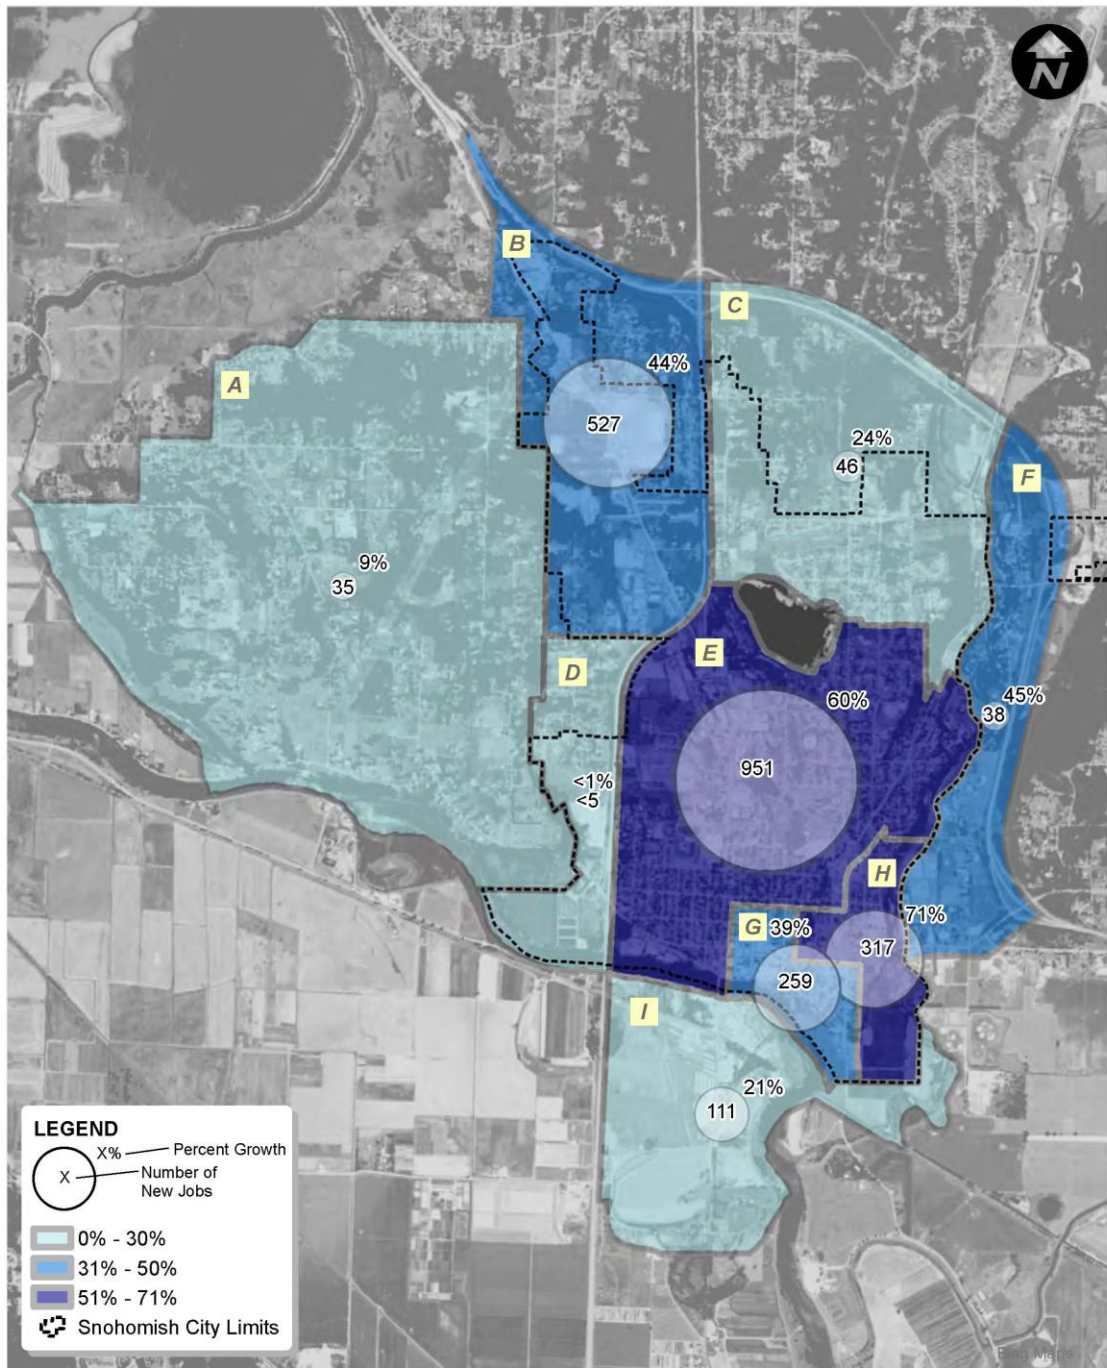 N
B
C
44%
A
527
24%
46
F
9%
35
E
D
60%
45%
38
951
<1%
<5
H
71%
G
39%
317
259
I
21%
111
LEGEND
X% Percent Growth
X Number of
New Jobs
0% - 30%
31% - 50%
51% - 71%
Snohomish City Limits